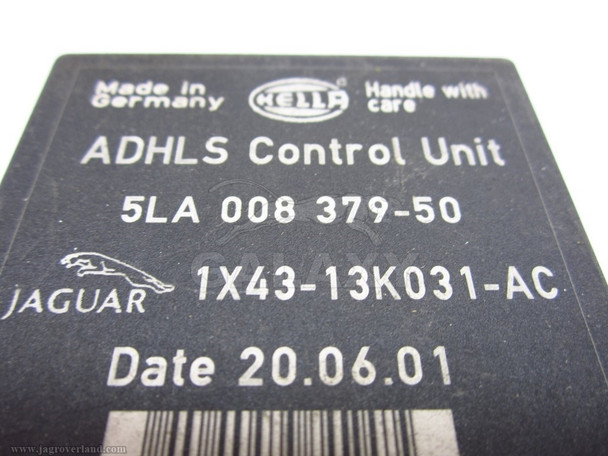 Made in Germany HELLA Handle with care
ADHLS Control Unit
5LA 008 379-50
GALAXY
JAGUAR 1X43-13K031-AC
Date 20.06.01
www.jagroverland.com